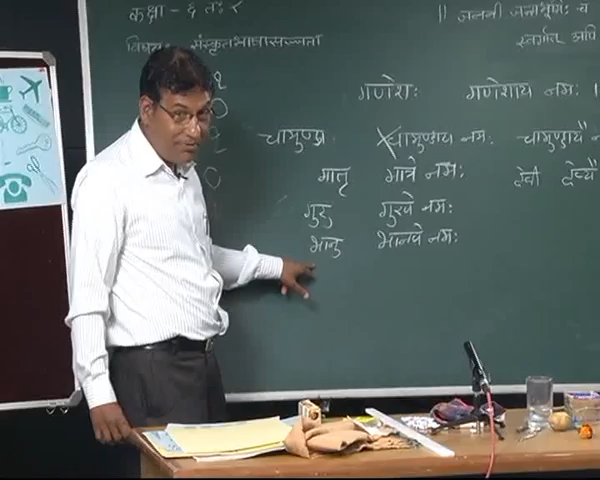 कक्षा - ६ तः ८
॥ जननी जन्मभूमिः च
विषयः संस्कृतभाषासज्जता
स्वर्गात् अपि
गणेशः गणेशाय नमः ।
चामुण्डा चामुण्डाय नमः चामुण्डायै
मातृ मात्रे नमः देवी देव्यै
गुरु गुरवे नमः
भानु भानवे नमः